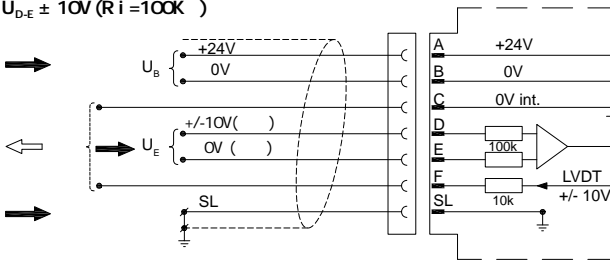 U_D-E ± 10V (Ri=100K )
+24V
U_B
0V
+/-10V( )
U_E
0V ( )
SL
A +24V
B 0V
C 0V int.
D
100k
E
F
LVDT
10k
+/- 10V
SL